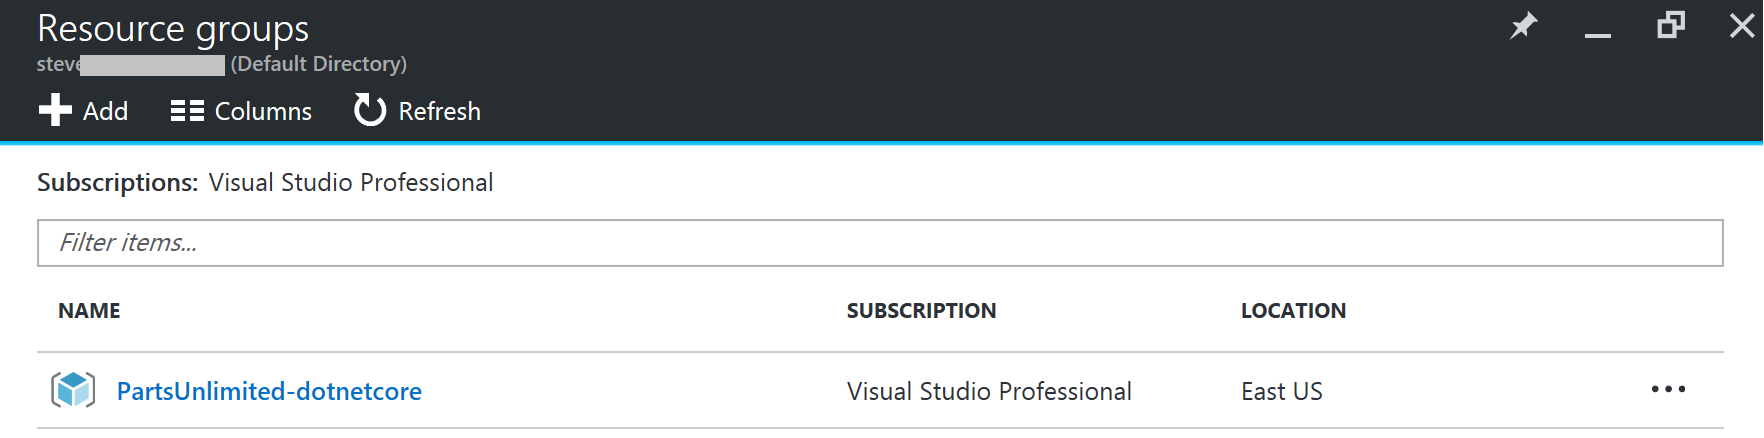 Resource groups
steve (Default Directory)
Add Columns Refresh
Subscriptions: Visual Studio Professional
Filter items...
NAME SUBSCRIPTION LOCATION
PartsUnlimited-dotnetcore Visual Studio Professional East US